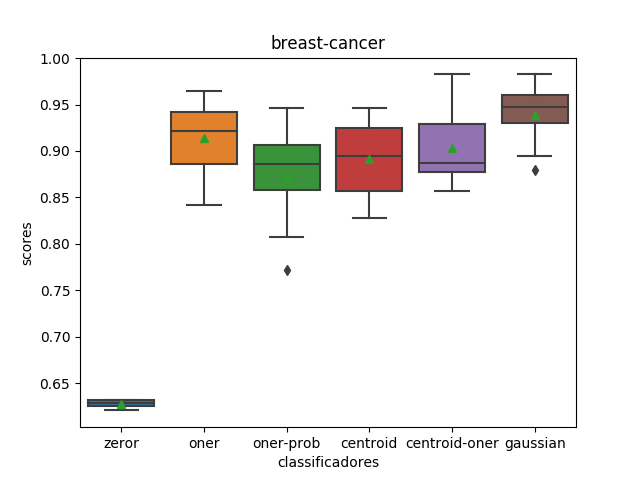 breast-cancer
scores
1.00
0.95
0.90
0.85
0.80
0.75
0.70
0.65
zeror oner oner-prob centroid centroid-oner gaussian
classificadores